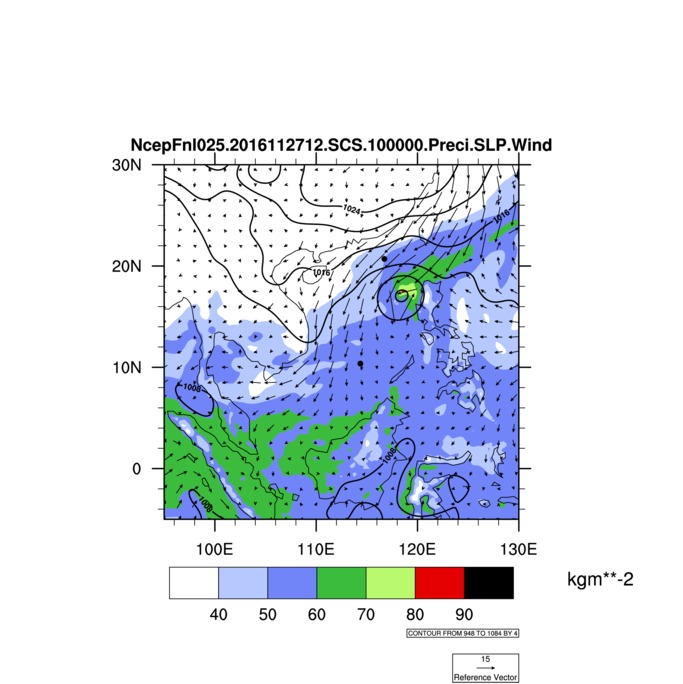 NcepFnl025.2016112712.SCS.100000.Preci.SLP.Wind
30N
1024
1016
20N
1016
10N
1008
1008
0
1008
100E 110E 120E 130E
kgm**-2
40 50 60 70 80 90
CONTOUR FROM 948 TO 1084 BY 4
15
Reference Vector